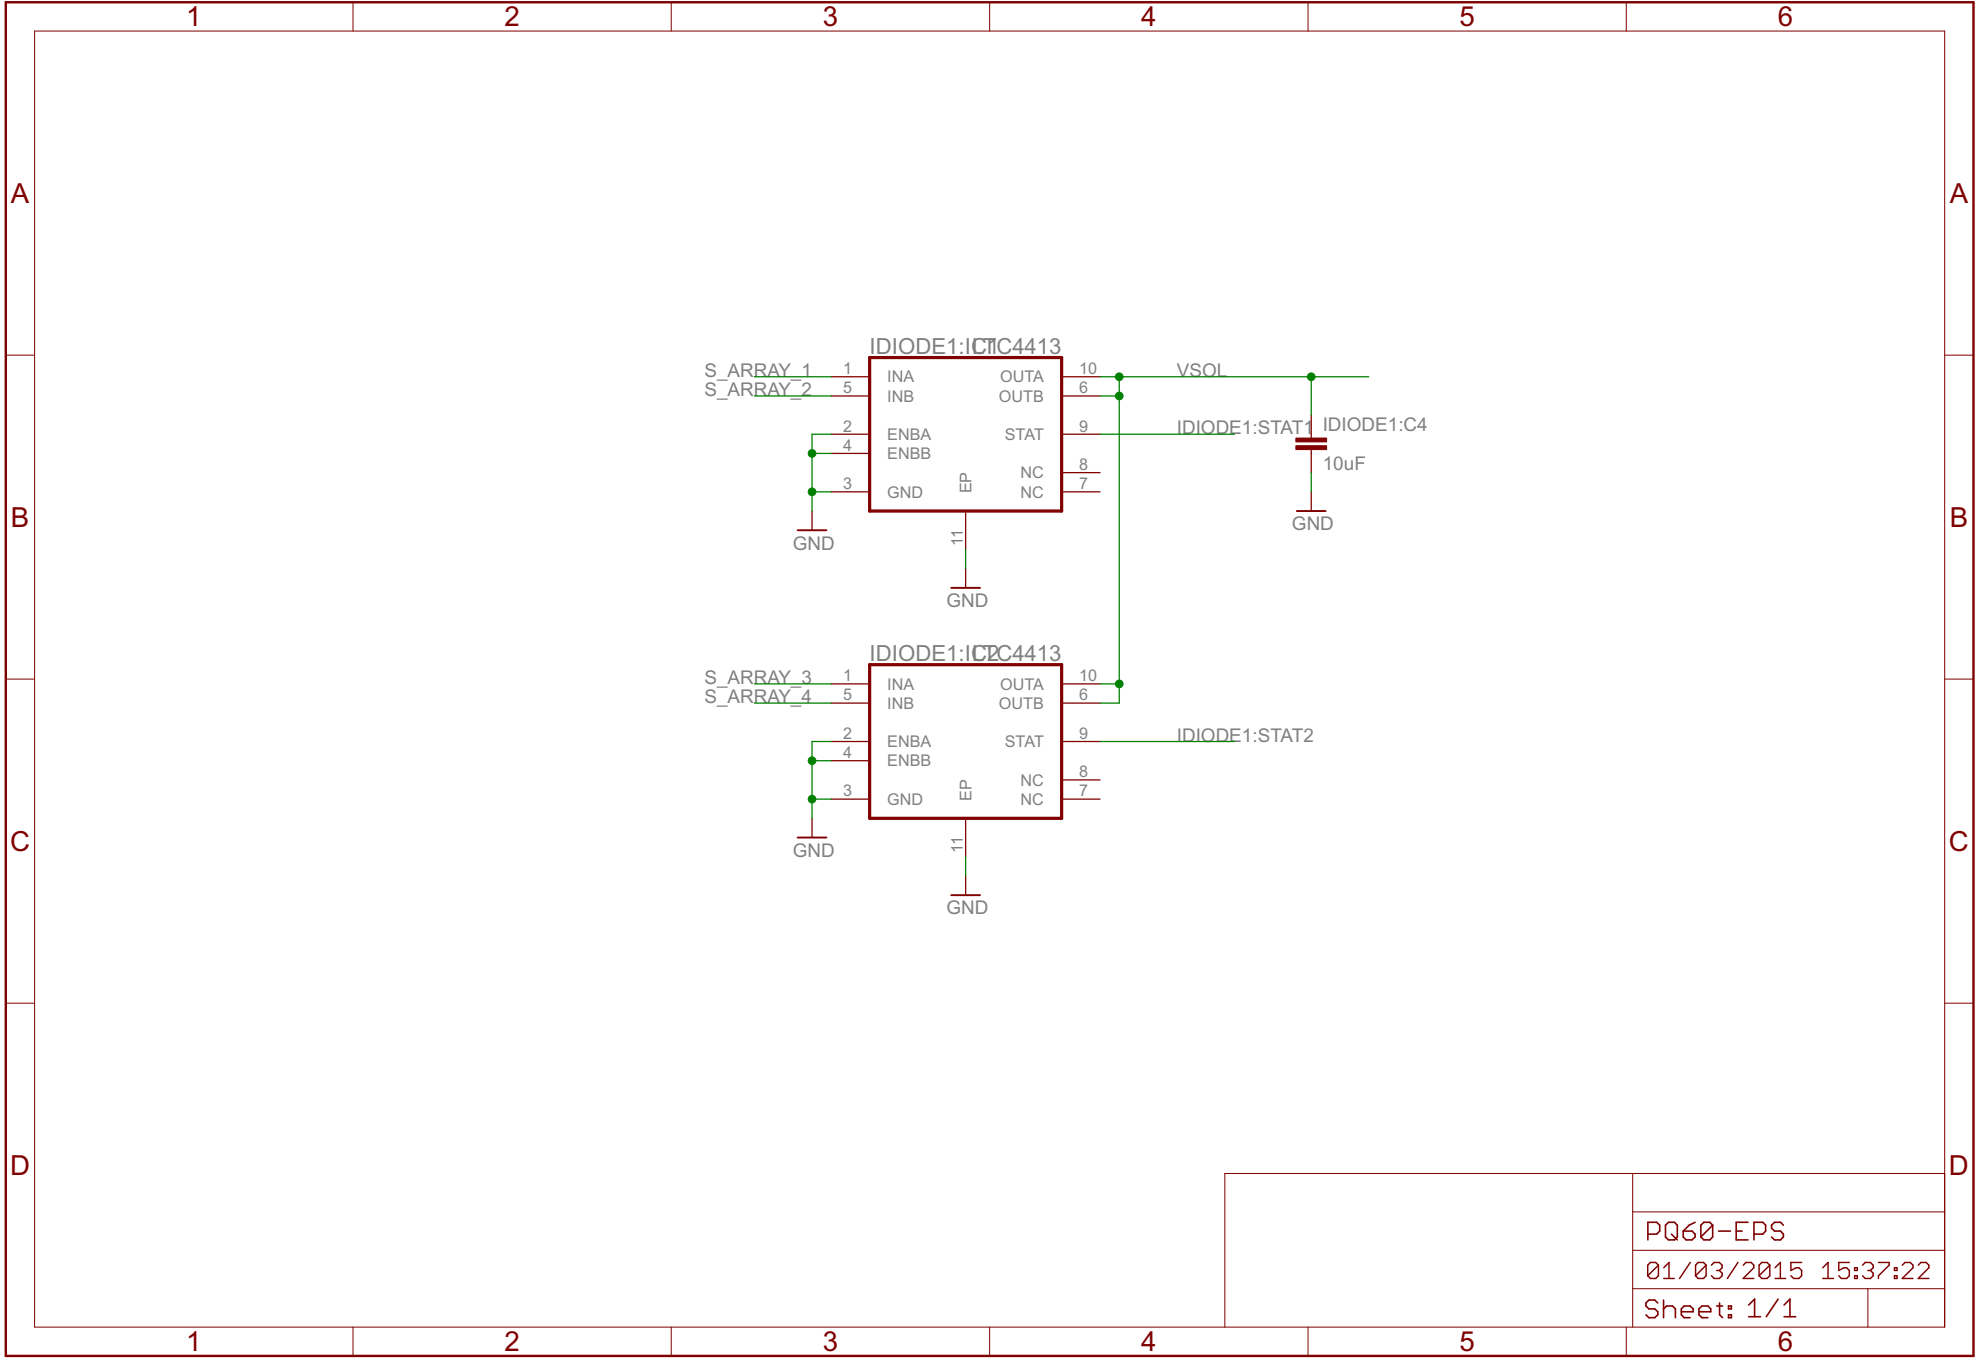 1 2 3 4 5 6
A A
IDIODE1:IC1 LTC4413
S_ARRAY_1 1 INA OUTA 10 VSOL
S_ARRAY_2 5 INB OUTB 6
2 ENBA STAT 9 IDIODE1:STAT1 IDIODE1:C4
4 ENBB
10uF
NC 8
3 GND EP NC 7
B B
GND 11 GND
GND
IDIODE1:IC2 LTC4413
S_ARRAY_3 1 INA OUTA 10
S_ARRAY_4 5 INB OUTB 6
2 ENBA STAT 9 IDIODE1:STAT2
4 ENBB
NC 8
3 GND EP NC 7
C C
GND 11
GND
D D
PQ60-EPS
01/03/2015 15:37:22
Sheet: 1/1
1 2 3 4 5 6